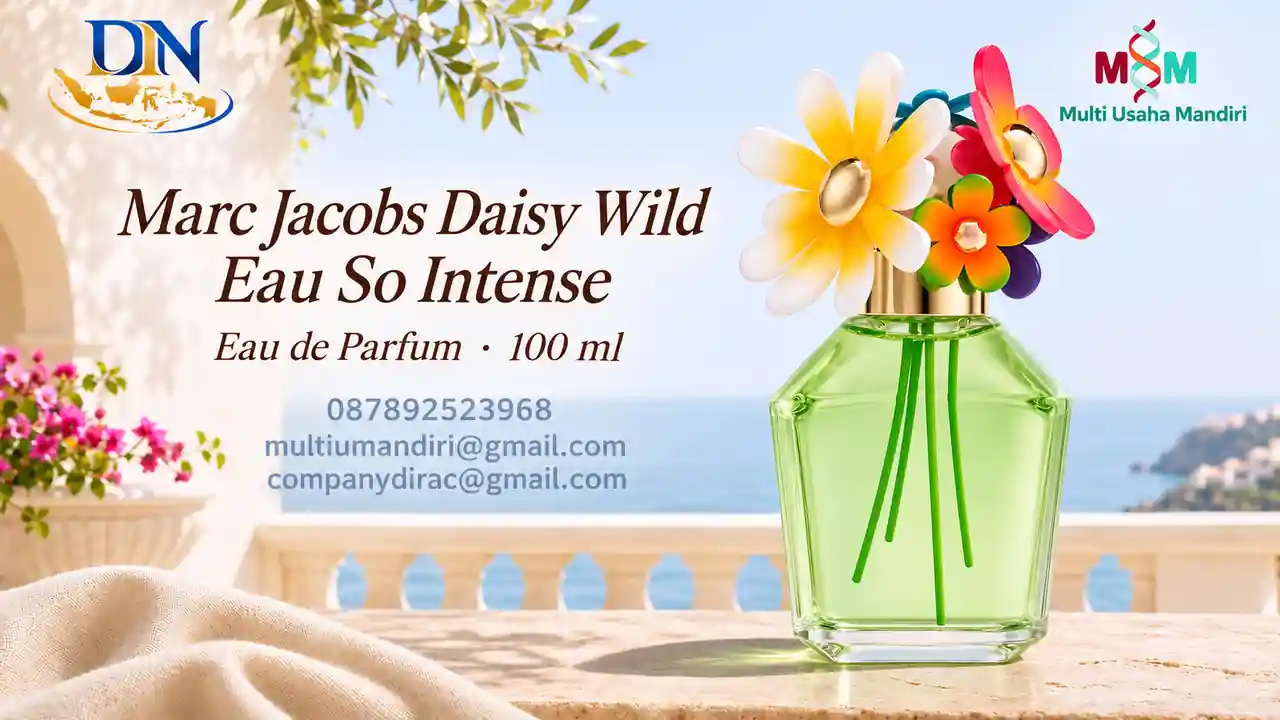 DN
MUM
Multi Usaha Mandiri
Marc Jacobs Daisy Wild
Eau So Intense
Eau de Parfum · 100 ml
087892523968
multiumandiri@gmail.com
companydirac@gmail.com